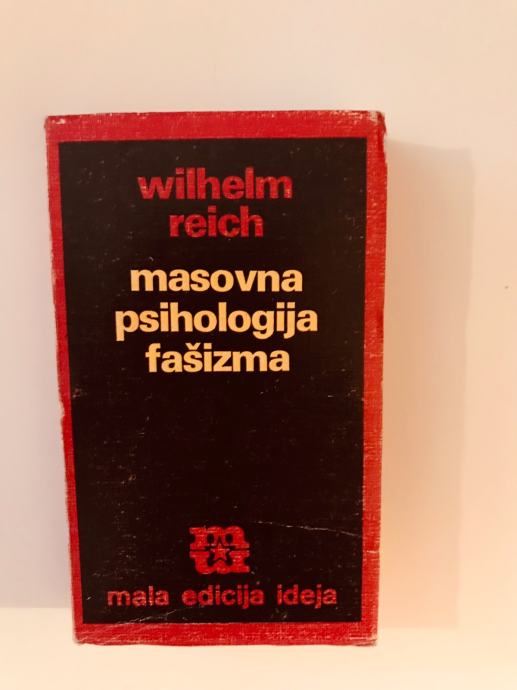 wilhelm
reich
masovna
psihologija
fašizma
mala edicija ideja